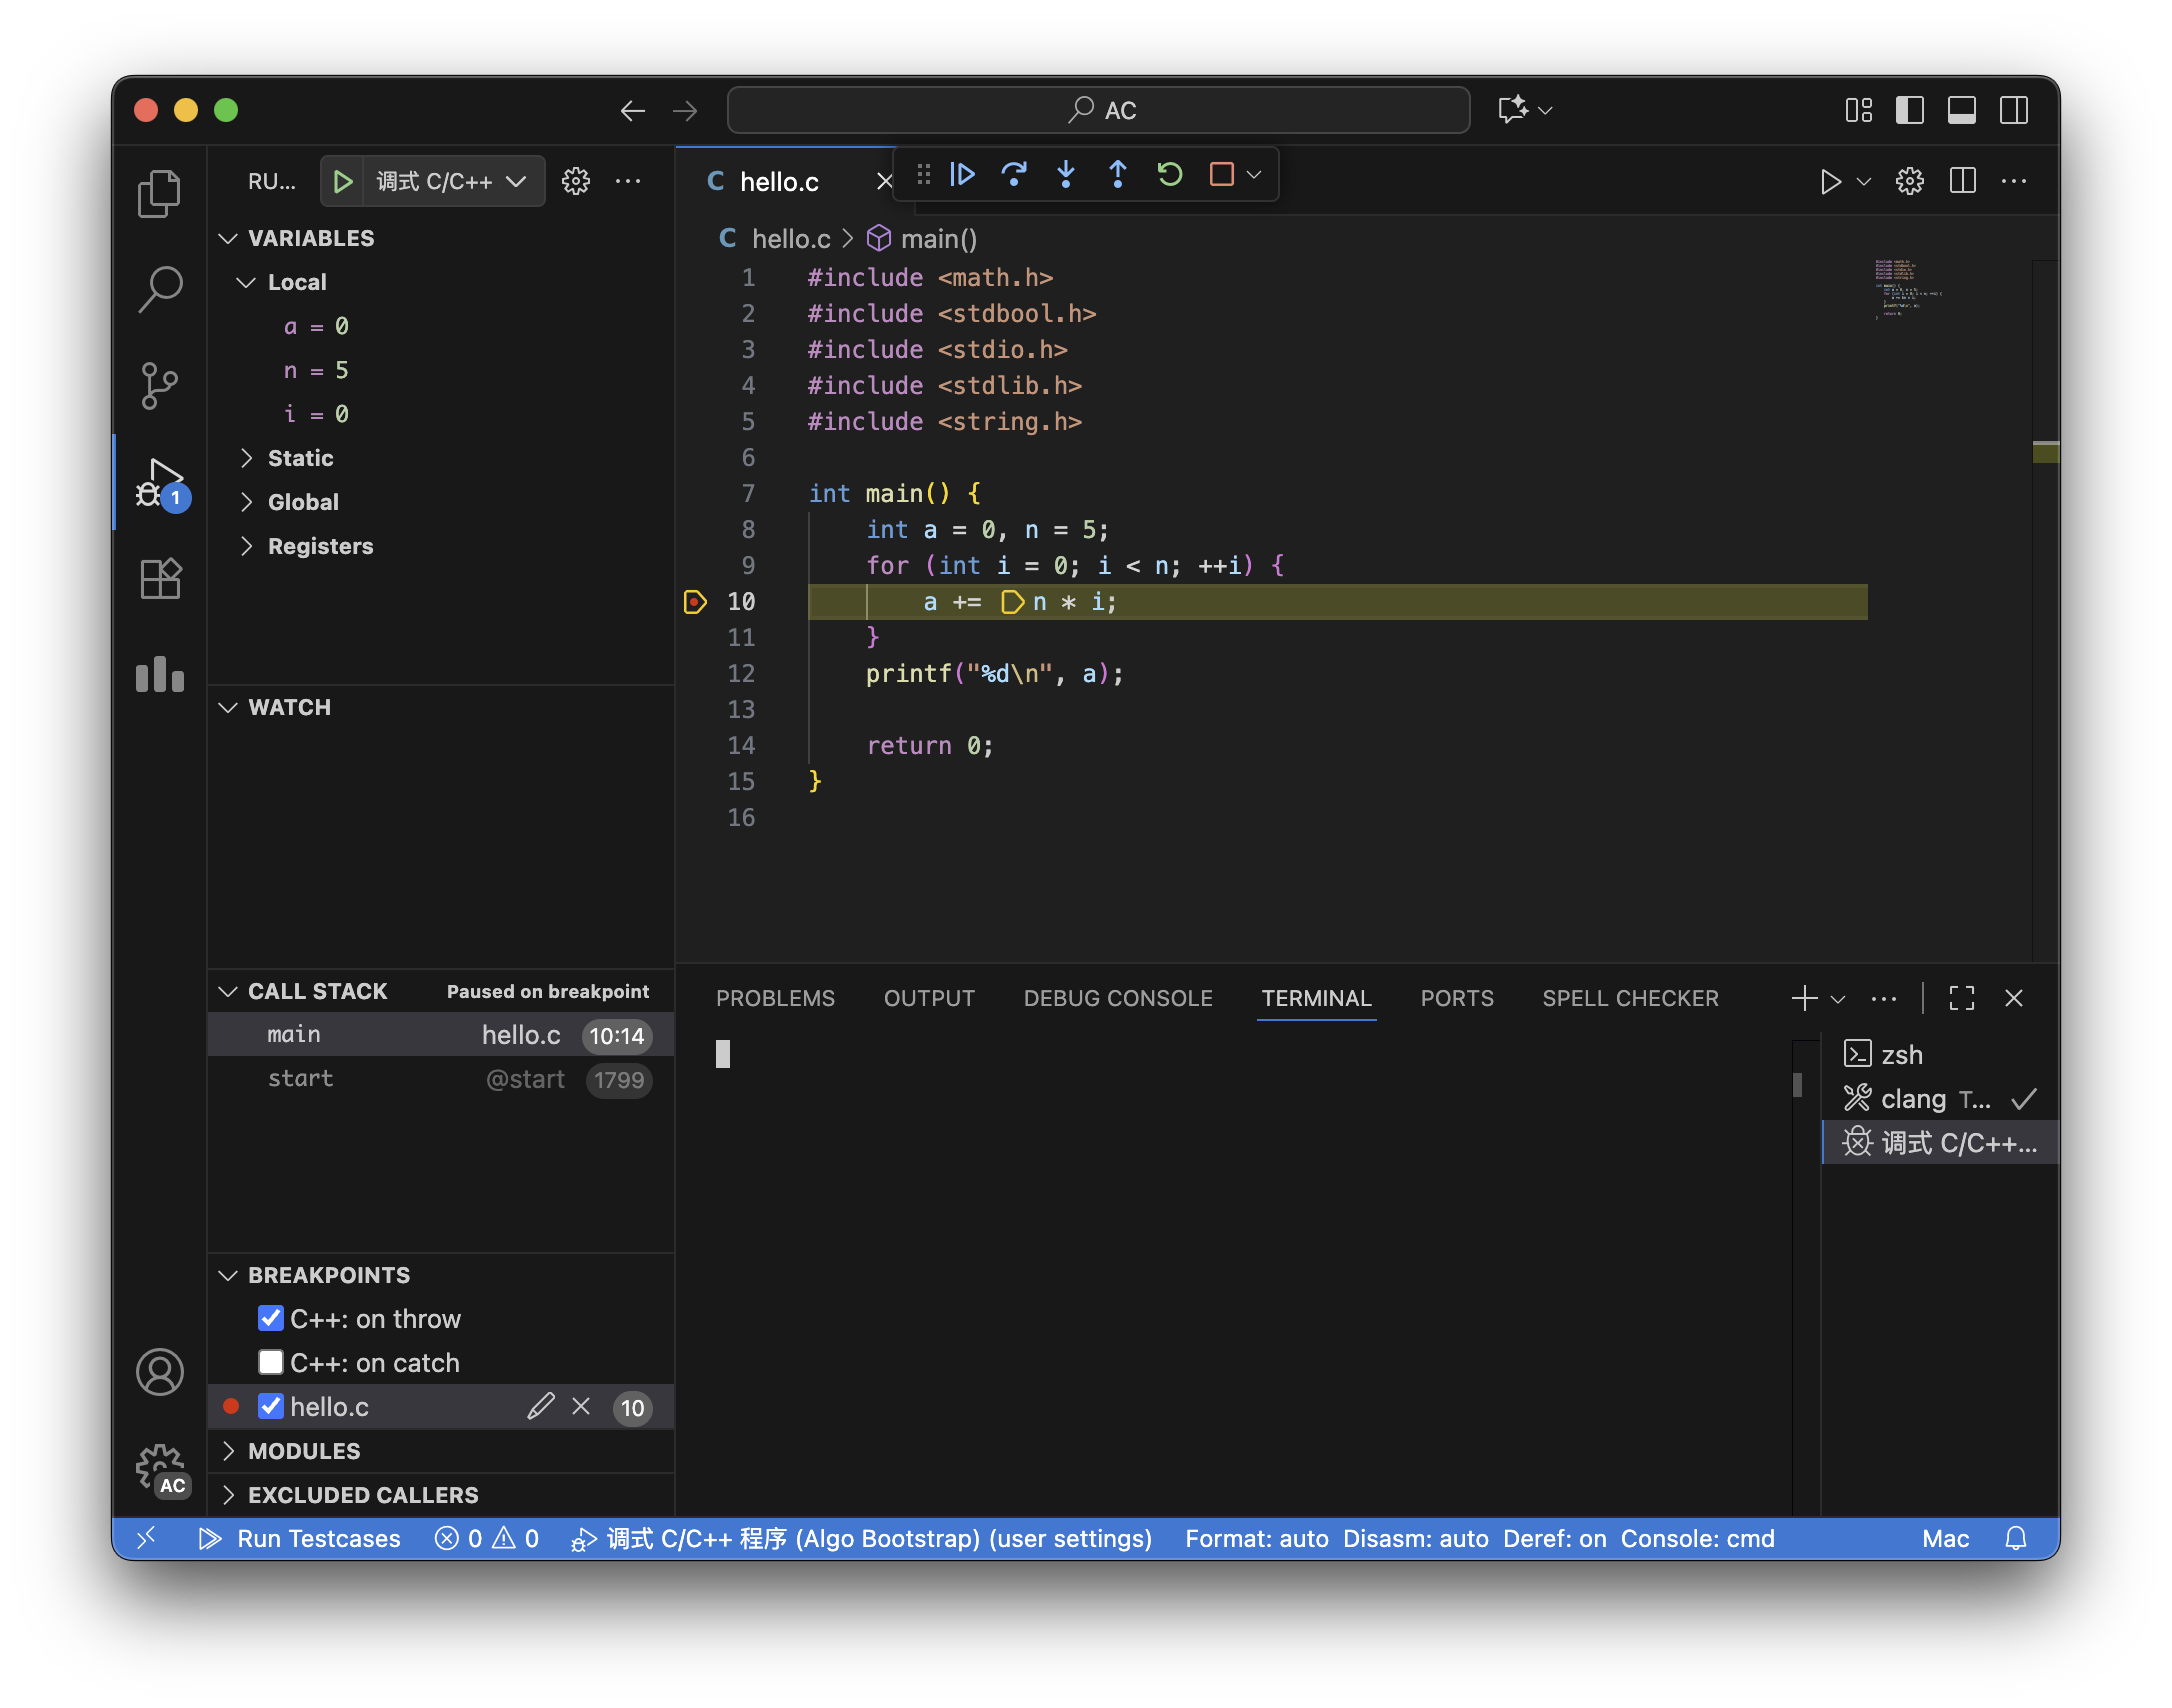 AC
RU...
调式 C/C++
hello.c
VARIABLES
Local
a = 0
n = 5
i = 0
Static
Global
Registers
1
WATCH
CALL STACK
Paused on breakpoint
main hello.c 10:14
start @start 1799
BREAKPOINTS
C++: on throw
C++: on catch
hello.c 10
MODULES
EXCLUDED CALLERS
AC
hello.c > main()
1 #include <math.h>
2 #include <stdbool.h>
3 #include <stdio.h>
4 #include <stdlib.h>
5 #include <string.h>
6
7 int main() {
8 int a = 0, n = 5;
9 for (int i = 0; i < n; ++i) {
10 a += n * i;
11 }
12 printf("%d\n", a);
13
14 return 0;
15 }
16
PROBLEMS OUTPUT DEBUG CONSOLE TERMINAL PORTS SPELL CHECKER
zsh
clang T...
调式 C/C++...
Run Testcases 0 0 调式 C/C++ 程序 (Algo Bootstrap) (user settings) Format: auto Disasm: auto Deref: on Console: cmd Mac